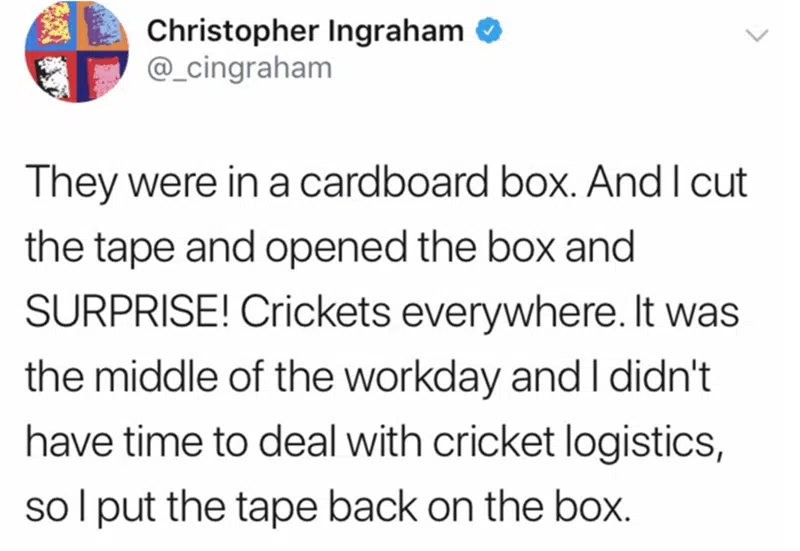 Christopher Ingraham
@_cingraham
They were in a cardboard box. And I cut
the tape and opened the box and
SURPRISE! Crickets everywhere. It was
the middle of the workday and I didn't
have time to deal with cricket logistics,
so I put the tape back on the box.